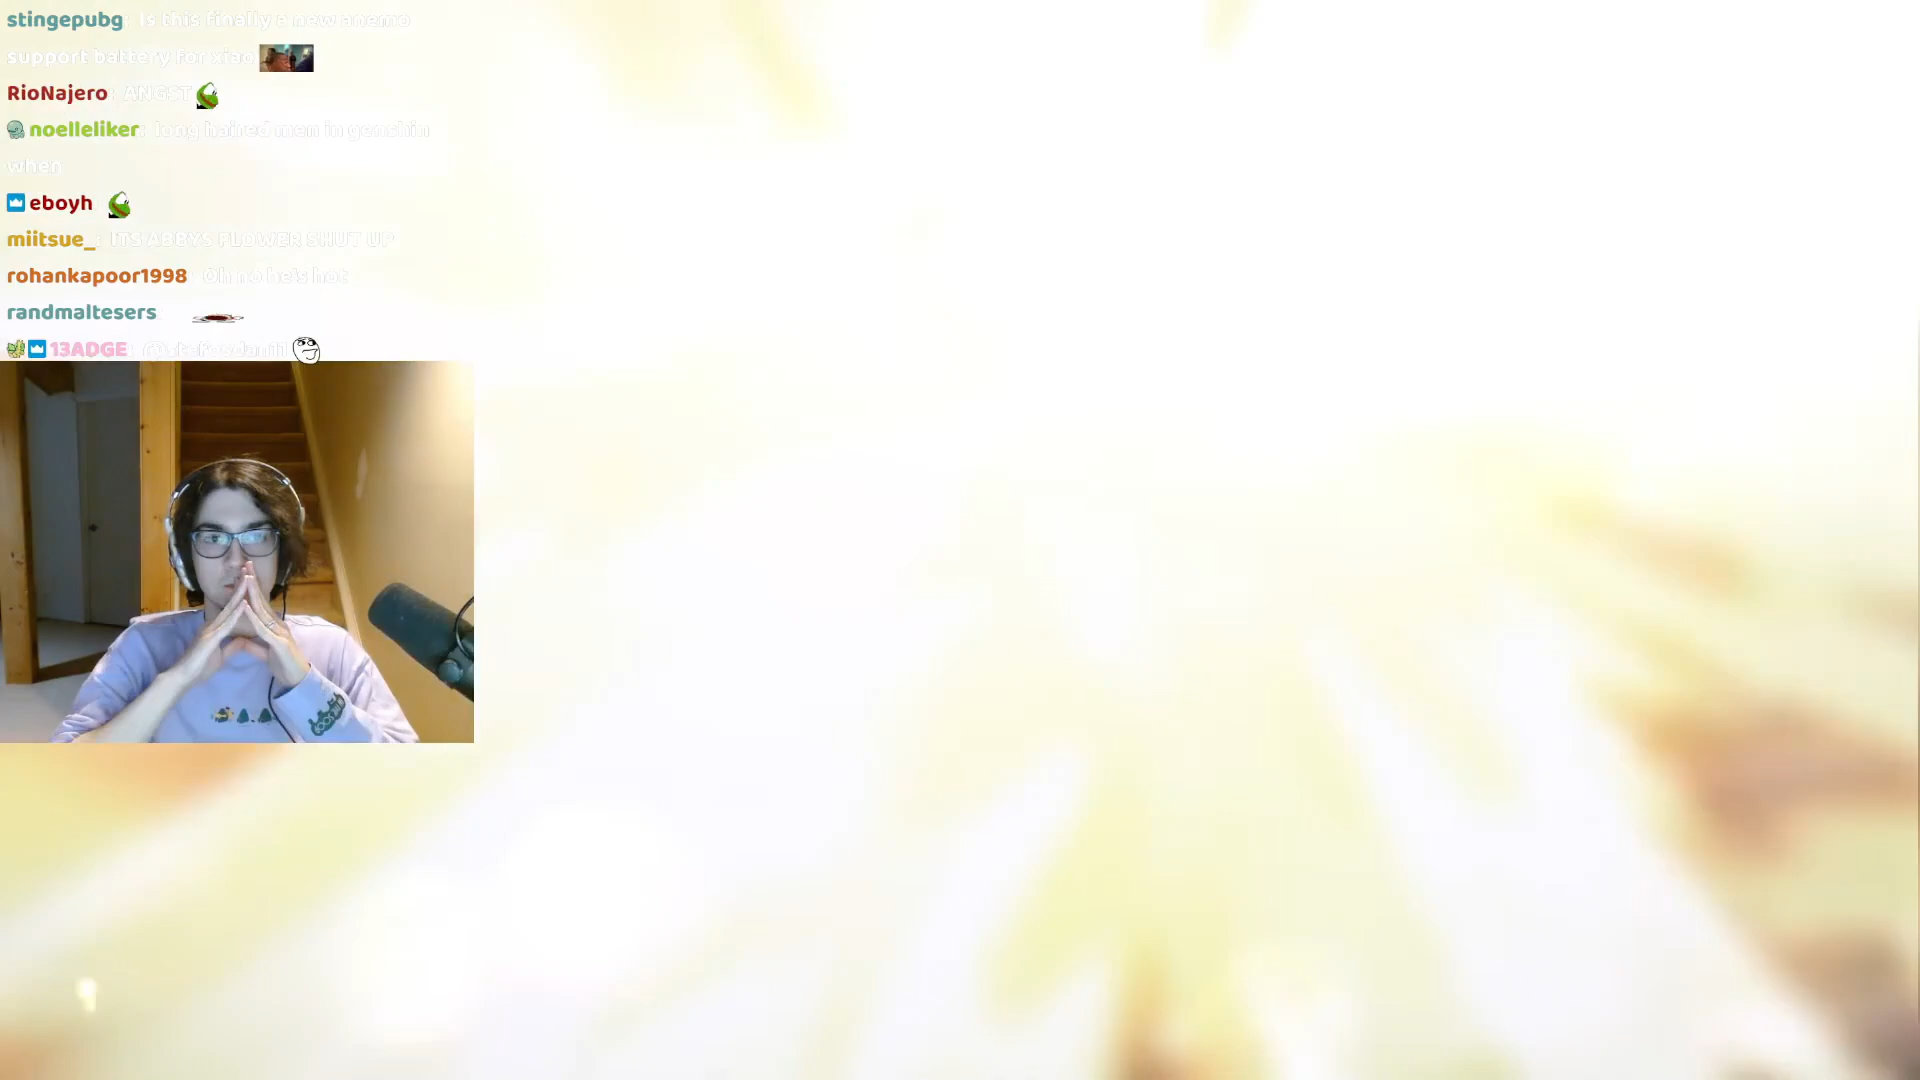 stingepubg: Is this finally a new anemo
support battery for xiao
RioNajero: ANGST
noelleliker: long haired men in genshin
when
eboyh
miitsue_: ITS ABBYS FLOWER SHUT UP
rohankapoor1998: Oh no he's hot
randmaltesers:
13ADGE: